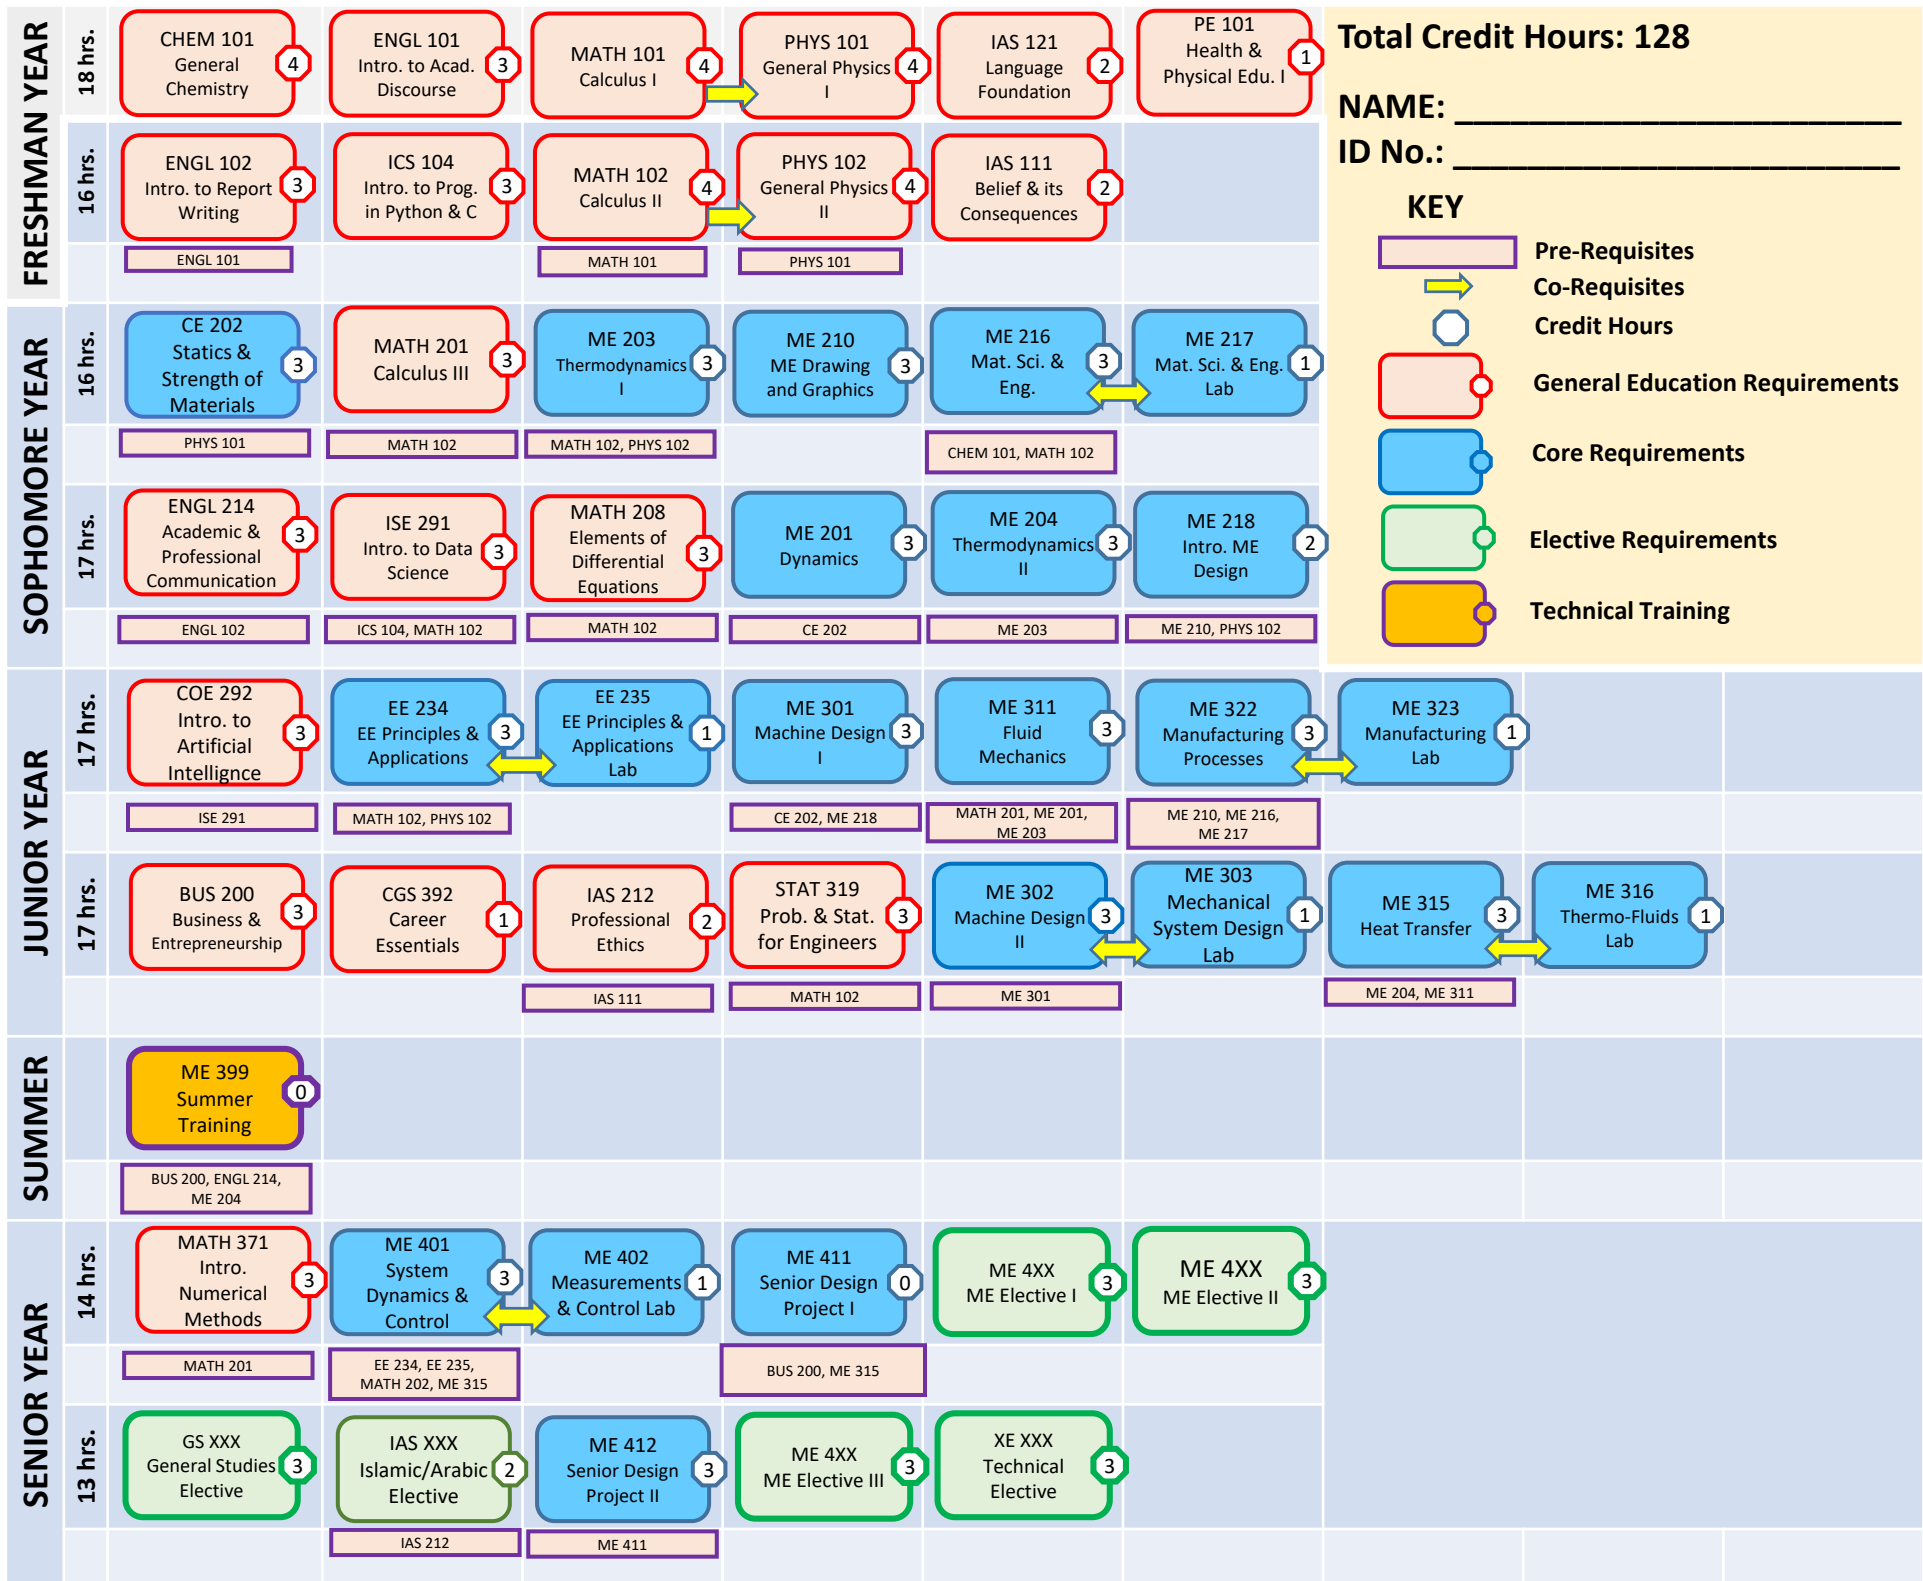 FRESHMAN YEAR
18 hrs.
CHEM 101
General
Chemistry
4
ENGL 101
Intro. to Acad.
Discourse
3
MATH 101
Calculus I
4
PHYS 101
General Physics
I
4
IAS 121
Language
Foundation
2
PE 101
Health &
Physical Edu. I
1
16 hrs.
ENGL 102
Intro. to Report
Writing
3
ICS 104
Intro. to Prog.
in Python & C
3
MATH 102
Calculus II
4
PHYS 102
General Physics
II
4
IAS 111
Belief & its
Consequences
2
ENGL 101
MATH 101
PHYS 101
Total Credit Hours: 128
NAME: ___________________________
ID No.: ___________________________
KEY
Pre-Requisites
Co-Requisites
Credit Hours
General Education Requirements
Core Requirements
Elective Requirements
Technical Training
SOPHOMORE YEAR
16 hrs.
CE 202
Statics &
Strength of
Materials
3
MATH 201
Calculus III
3
ME 203
Thermodynamics
I
3
ME 210
ME Drawing
and Graphics
3
ME 216
Mat. Sci. &
Eng.
3
ME 217
Mat. Sci. & Eng.
Lab
1
PHYS 101
MATH 102
MATH 102, PHYS 102
CHEM 101, MATH 102
17 hrs.
ENGL 214
Academic &
Professional
Communication
3
ISE 291
Intro. to Data
Science
3
MATH 208
Elements of
Differential
Equations
3
ME 201
Dynamics
3
ME 204
Thermodynamics
II
3
ME 218
Intro. ME
Design
2
ENGL 102
ICS 104, MATH 102
MATH 102
CE 202
ME 203
ME 210, PHYS 102
JUNIOR YEAR
17 hrs.
COE 292
Intro. to
Artificial
Intellignce
3
EE 234
EE Principles &
Applications
3
EE 235
EE Principles &
Applications
Lab
1
ME 301
Machine Design
I
3
ME 311
Fluid
Mechanics
3
ME 322
Manufacturing
Processes
3
ME 323
Manufacturing
Lab
1
ISE 291
MATH 102, PHYS 102
CE 202, ME 218
MATH 201, ME 201,
ME 203
ME 210, ME 216,
ME 217
17 hrs.
BUS 200
Business &
Entrepreneurship
3
CGS 392
Career
Essentials
1
IAS 212
Professional
Ethics
2
STAT 319
Prob. & Stat.
for Engineers
3
ME 302
Machine Design
II
3
ME 303
Mechanical
System Design
Lab
1
ME 315
Heat Transfer
3
ME 316
Thermo-Fluids
Lab
1
IAS 111
MATH 102
ME 301
ME 204, ME 311
SUMMER
ME 399
Summer
Training
0
BUS 200, ENGL 214,
ME 204
SENIOR YEAR
14 hrs.
MATH 371
Intro.
Numerical
Methods
3
ME 401
System
Dynamics &
Control
3
ME 402
Measurements
& Control Lab
1
ME 411
Senior Design
Project I
0
ME 4XX
ME Elective I
3
ME 4XX
ME Elective II
3
MATH 201
EE 234, EE 235,
MATH 202, ME 315
BUS 200, ME 315
13 hrs.
GS XXX
General Studies
Elective
3
IAS XXX
Islamic/Arabic
Elective
2
ME 412
Senior Design
Project II
3
ME 4XX
ME Elective III
3
XE XXX
Technical
Elective
3
IAS 212
ME 411